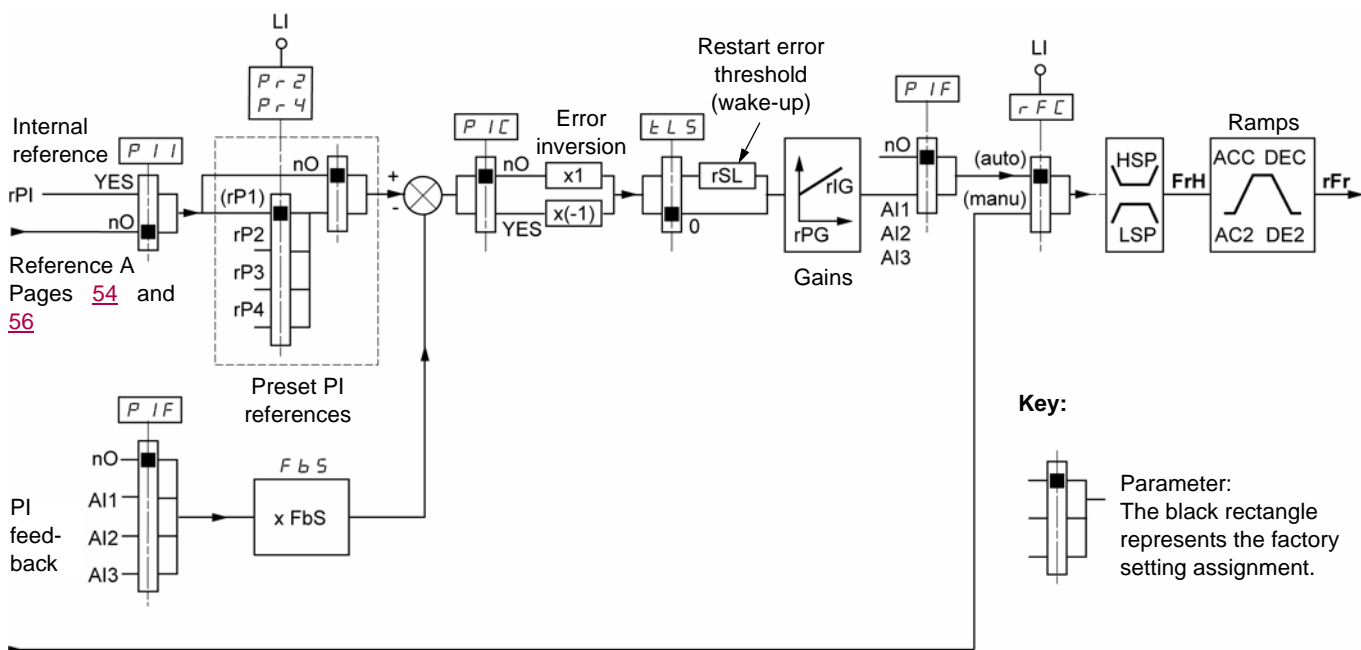 LI
Pr2
Pr4
Internal
reference
PII
YES
rPI
nO
Reference A
Pages 54 and
56
nO
(rP1)
rP2
rP3
rP4
Preset PI
references
+
-
PIC
nO
YES
Error
inversion
x1
x(-1)
tLS
0
Restart error
threshold
(wake-up)
rSL
rIG
rPG
Gains
PIF
nO
AI1
AI2
AI3
LI
rFC
(auto)
(manu)
HSP
LSP
FrH
Ramps
ACC DEC
AC2 DE2
rFr
PIF
nO
AI1
AI2
AI3
PI
feed-
back
FbS
x FbS
Key:
Parameter:
The black rectangle
represents the factory
setting assignment.